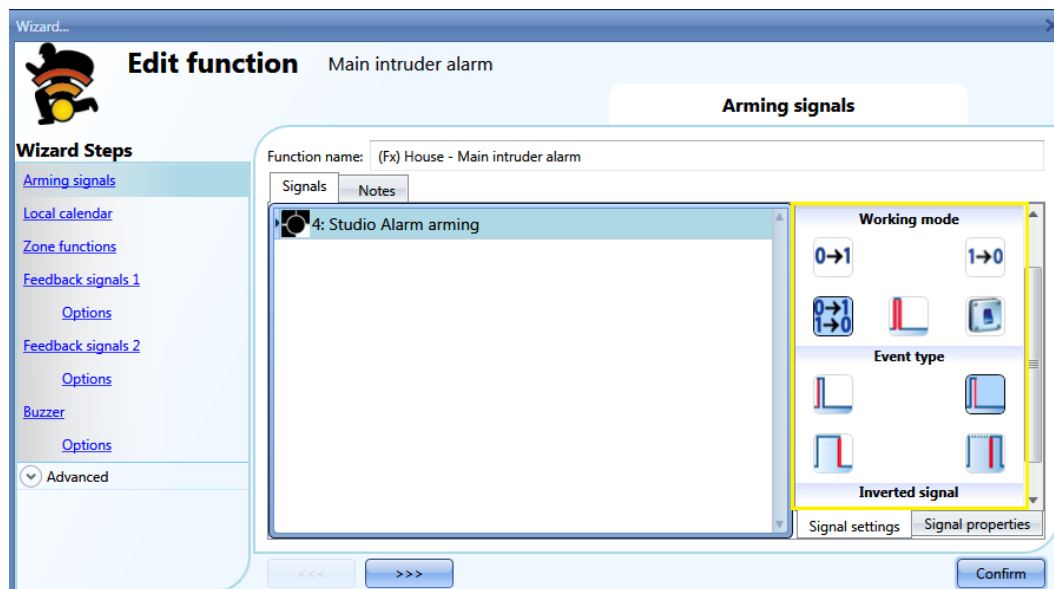 Wizard...
Edit function Main intruder alarm
Arming signals
Wizard Steps
Arming signals
Local calendar
Zone functions
Feedback signals 1
Options
Feedback signals 2
Options
Buzzer
Options
Advanced
Function name: (Fx) House - Main intruder alarm
Signals Notes
4: Studio Alarm arming
Working mode
0→1 1→0
0→1
1→0
Event type
Inverted signal
Signal settings Signal properties
<<< >>> Confirm